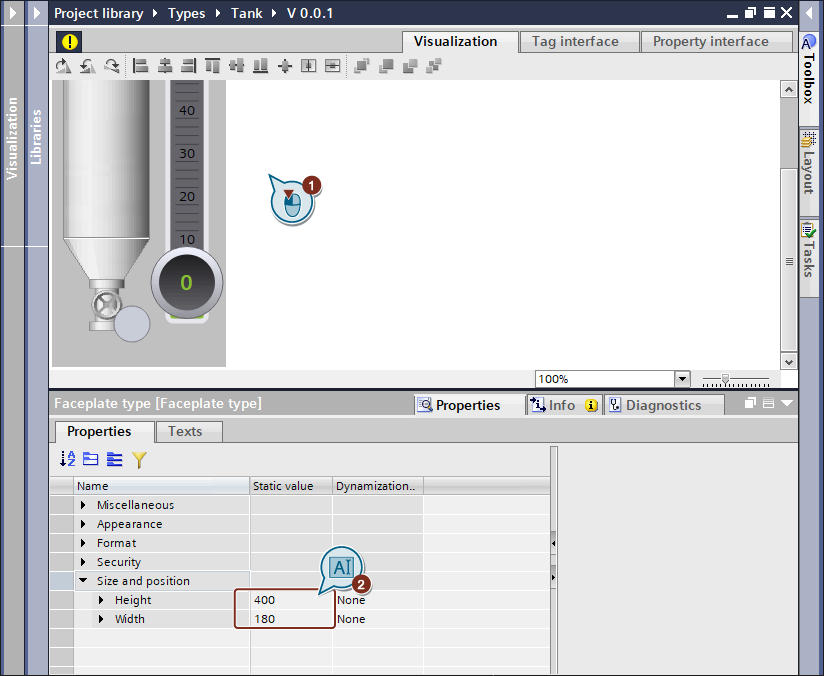 Project library ▸ Types ▸ Tank ▸ V 0.0.1
Visualization
Tag interface
Property interface
Visualization
Libraries
Toolbox
Layout
Tasks
40
30
20
10
0
1
100%
Faceplate type [Faceplate type]
Properties
Info
Diagnostics
Properties
Texts
Name
Static value
Dynamization..
Miscellaneous
Appearance
Format
Security
Size and position
AI
2
Height
400
None
Width
180
None